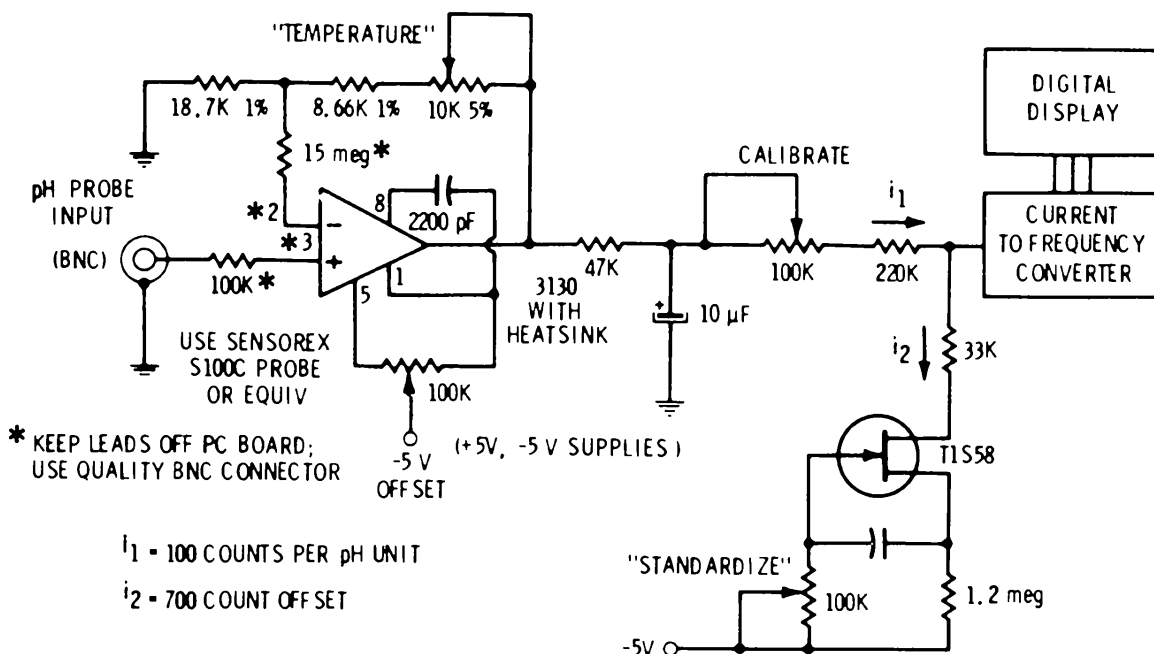 "TEMPERATURE"
18.7K 1%
8.66K 1%
10K 5%
15 meg*
pH PROBE
INPUT
(BNC)
*2
*3
8
2200 pF
1
5
100K*
3130
WITH
HEATSINK
47K
CALIBRATE
100K
i1
220K
DIGITAL
DISPLAY
CURRENT
TO FREQUENCY
CONVERTER
10 µF
i2
33K
USE SENSOREX
S100C PROBE
OR EQUIV
100K
* KEEP LEADS OFF PC BOARD;
USE QUALITY BNC CONNECTOR
-5 V
OFFSET
(+5V, -5V SUPPLIES)
T1S58
i1 = 100 COUNTS PER pH UNIT
i2 = 700 COUNT OFFSET
"STANDARDIZE"
100K
1.2 meg
-5V
- 
+
+